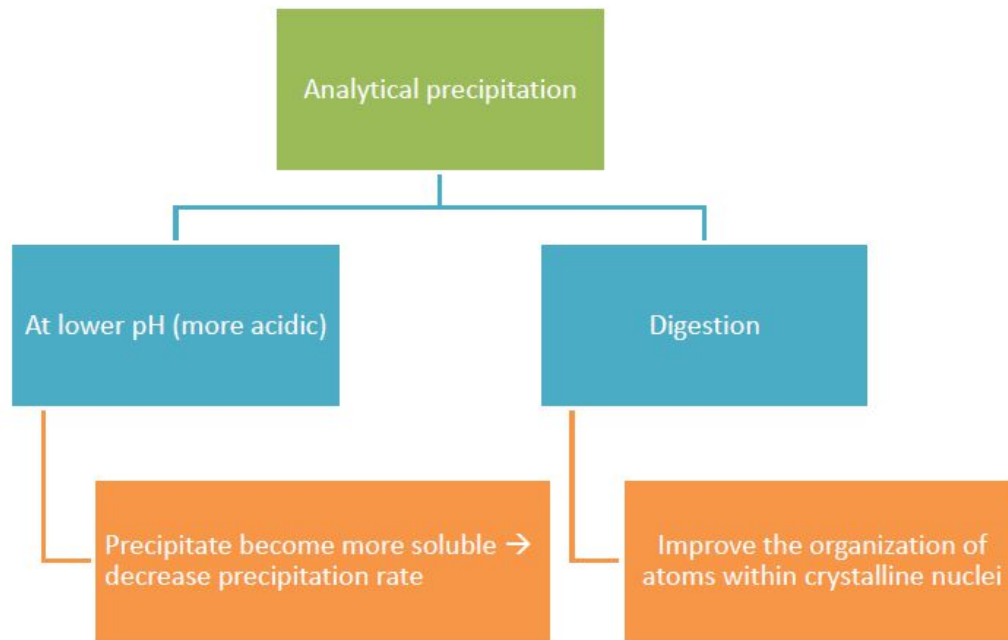 Analytical precipitation
At lower pH (more acidic)
Digestion
Precipitate become more soluble →
decrease precipitation rate
Improve the organization of
atoms within crystalline nuclei